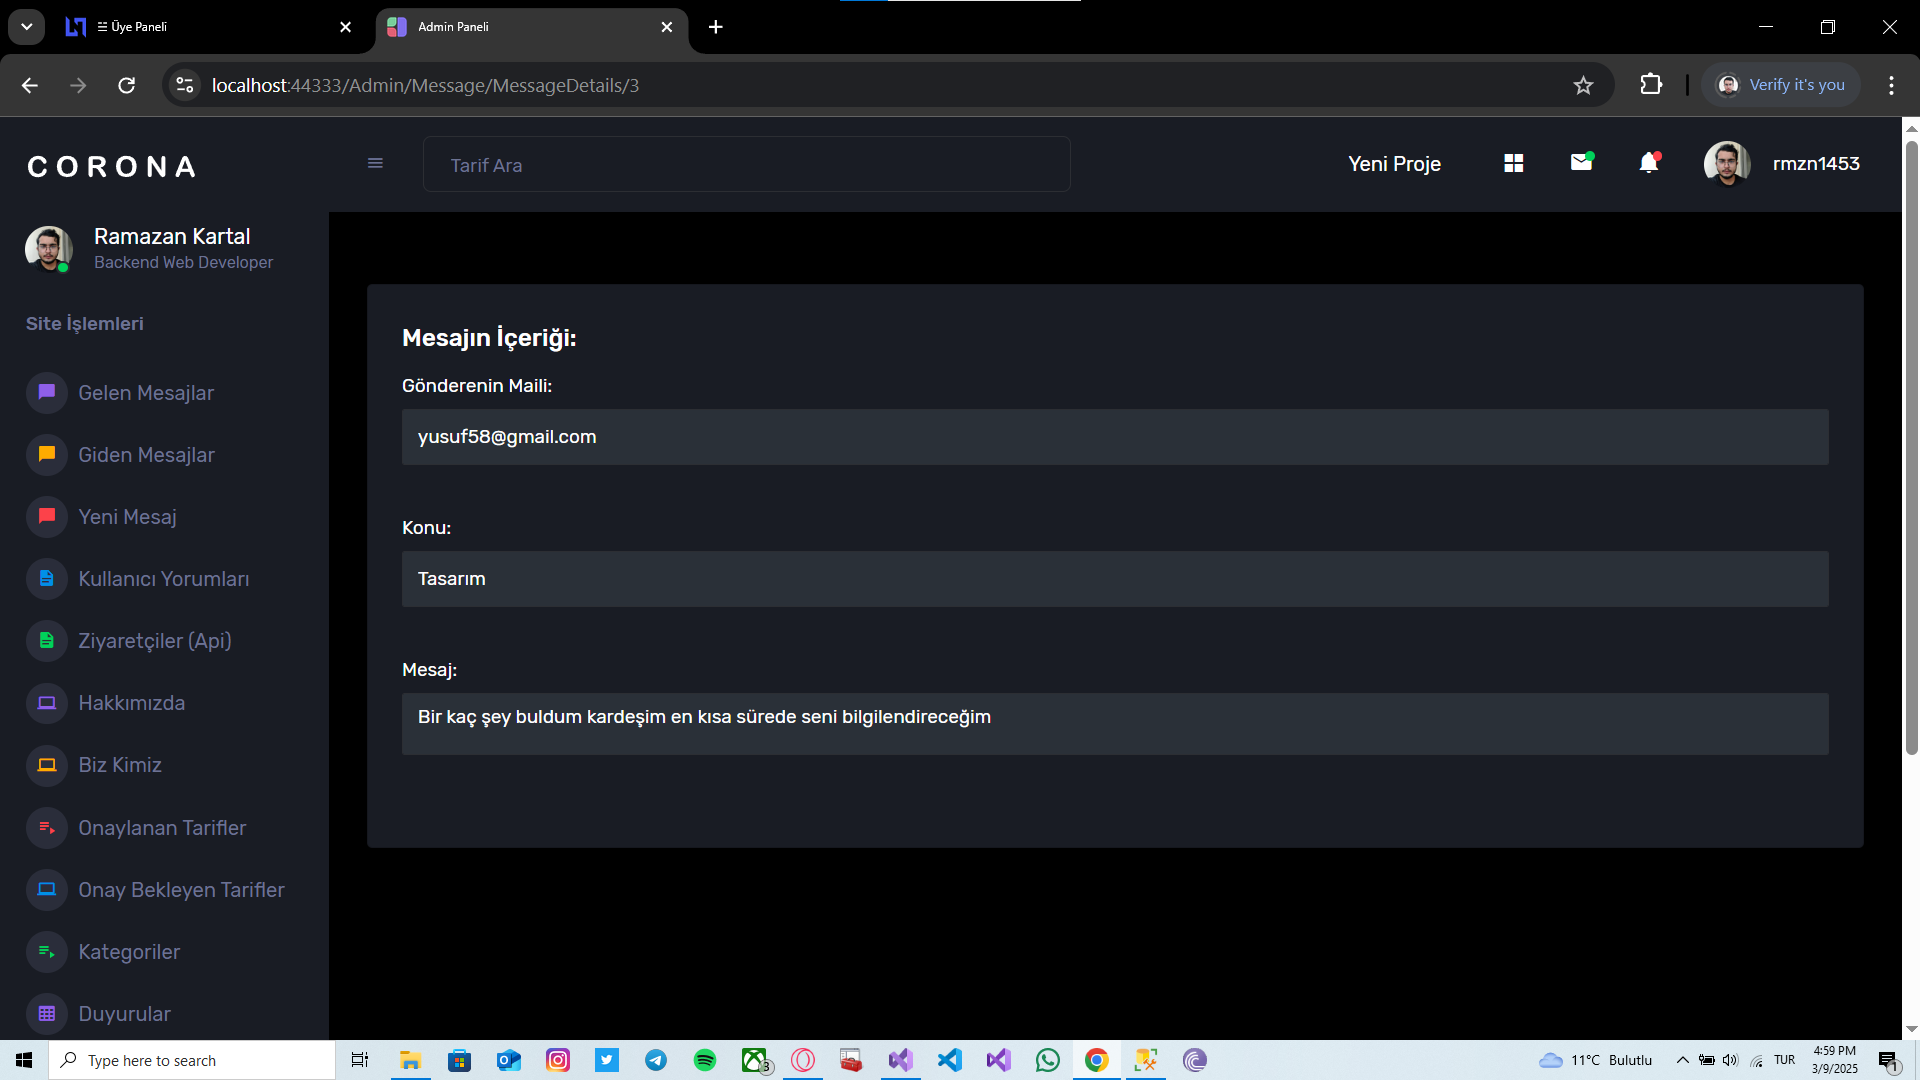 ☰ Üye Paneli
Admin Paneli
localhost:44333/Admin/Message/MessageDetails/3
Verify it's you
CORONA
Tarif Ara
Yeni Proje
rmzn1453
Ramazan Kartal
Backend Web Developer
Site İşlemleri
Gelen Mesajlar
Giden Mesajlar
Yeni Mesaj
Kullanıcı Yorumları
Ziyaretçiler (Api)
Hakkımızda
Biz Kimiz
Onaylanan Tarifler
Onay Bekleyen Tarifler
Kategoriler
Duyurular
Mesajın İçeriği:
Gönderenin Maili:
yusuf58@gmail.com
Konu:
Tasarım
Mesaj:
Bir kaç şey buldum kardeşim en kısa sürede seni bilgilendireceğim
Type here to search
3
11°C Bulutlu
TUR
4:59 PM
3/9/2025
1